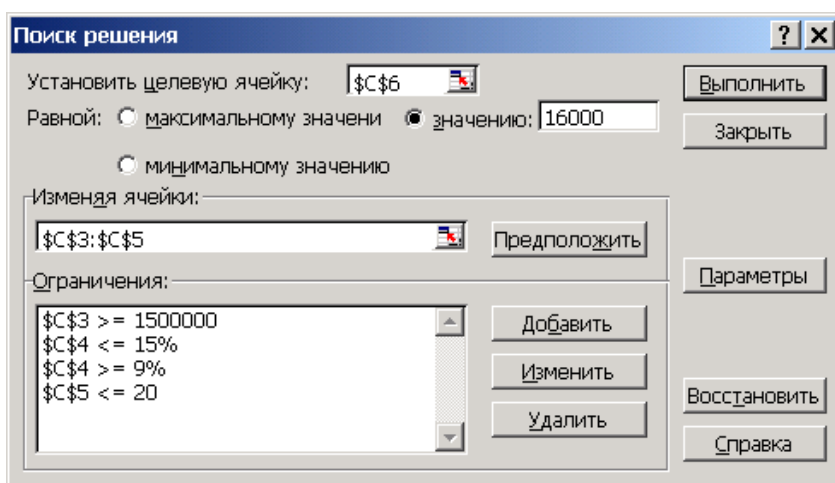 Поиск решения
? X
Установить целевую ячейку: $C$6
Выполнить
Равной: максимальному значени значению: 16000
Закрыть
минимальному значению
Изменяя ячейки:
$C$3:$C$5
Предположить
Параметры
Ограничения:
$C$3 >= 1500000
$C$4 <= 15%
$C$4 >= 9%
$C$5 <= 20
Добавить
Изменить
Удалить
Восстановить
Справка